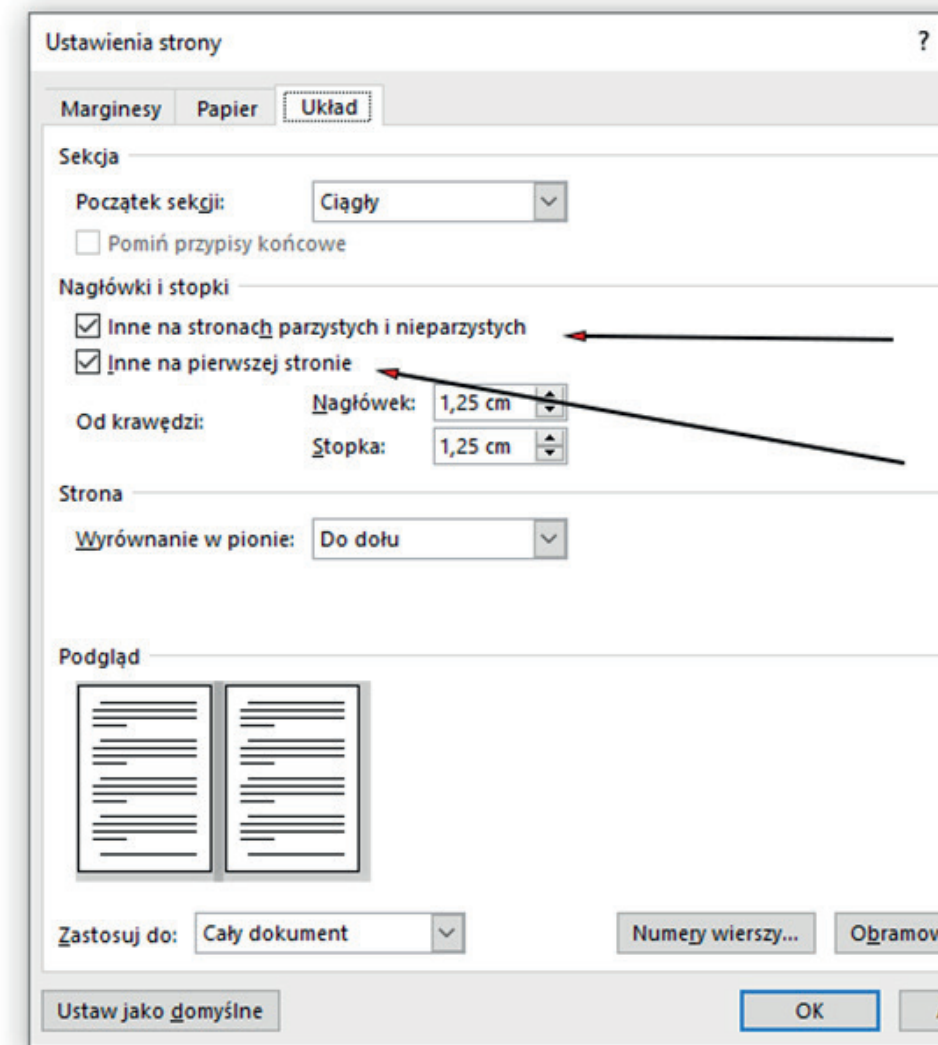 Ustawienia strony ?
Marginesy Papier Układ
Sekcja
Początek sekcji: Ciągły
Pomiń przypisy końcowe
Nagłówki i stopki
Inne na stronach parzystych i nieparzystych
Inne na pierwszej stronie
Od krawędzi:
Nagłówek: 1,25 cm
Stopka: 1,25 cm
Strona
Wyrównanie w pionie: Do dołu
Podgląd
Zastosuj do: Cały dokument Numery wierszy... Obramow
Ustaw jako domyślne OK